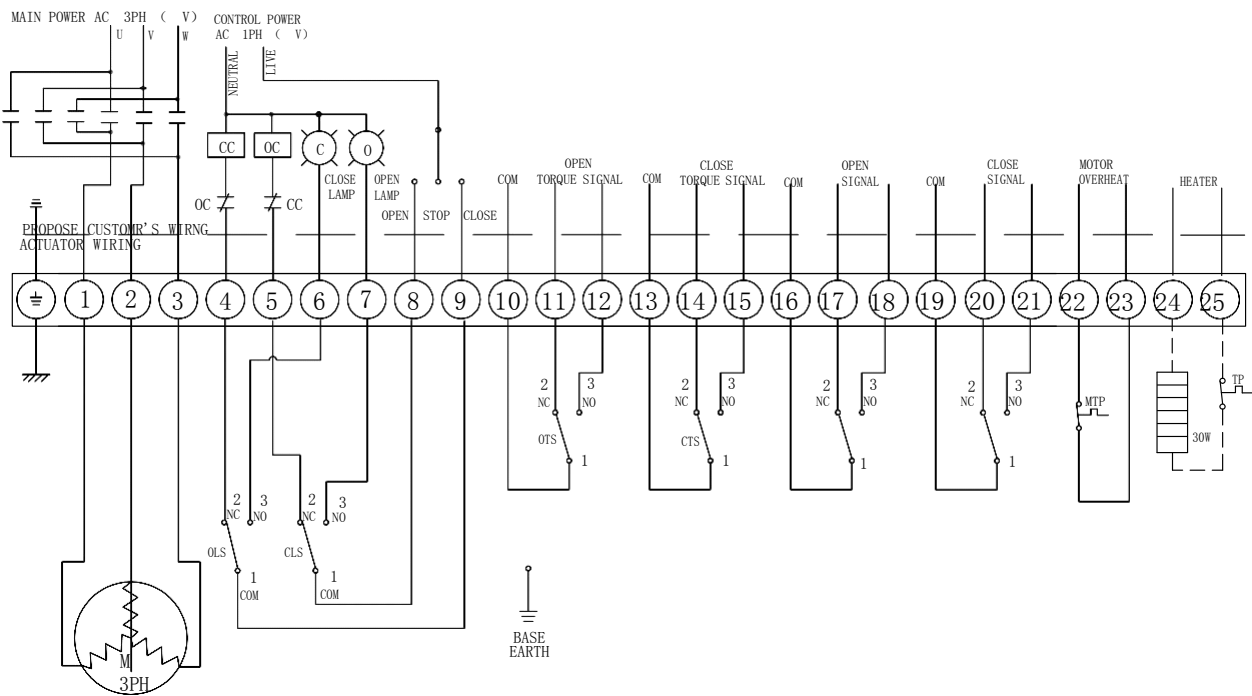 MAIN POWER AC 3PH ( V)
CONTROL POWER
AC 1PH ( V)
U V W
NEUTRAL
LIVE
CC OC C O
CLOSE
LAMP
OPEN
LAMP
OC CC
OPEN STOP CLOSE
COM
OPEN
TORQUE SIGNAL
COM
CLOSE
TORQUE SIGNAL
COM
OPEN
SIGNAL
COM
CLOSE
SIGNAL
MOTOR
OVERHEAT
HEATER
PROPOSE CUSTOMR'S WIRNG
ACTUATOR WIRING
1 2 3 4 5 6 7 8 9 10 11 12 13 14 15 16 17 18 19 20 21 22 23 24 25
2 3
NC NO
OTS
1
2 3
NC NO
CTS
1
2 3
NC NO
1
2 3
NC NO
1
MTP
TP
30W
2 3
NC NO
OLS
1
COM
2 3
NC NO
CLS
1
COM
BASE
EARTH
M
3PH